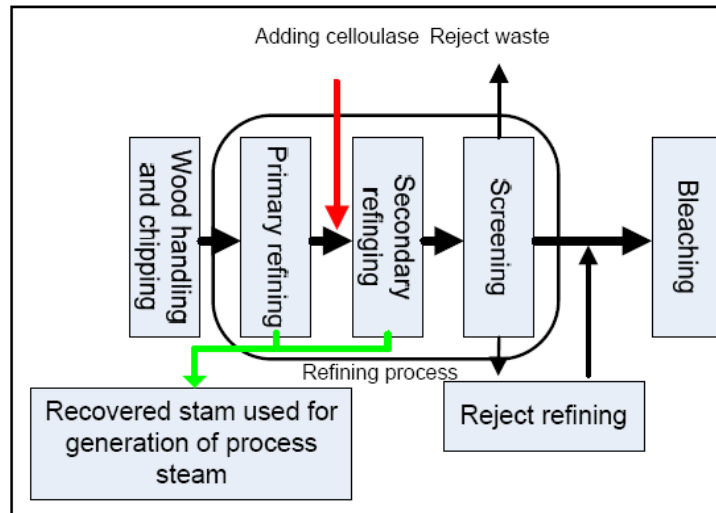 Adding celloulase Reject waste
Wood handling
and chipping
Primary refining
Secondary
refinging
Screening
Bleaching
Refining process
Recovered stam used for
generation of process
steam
Reject refining